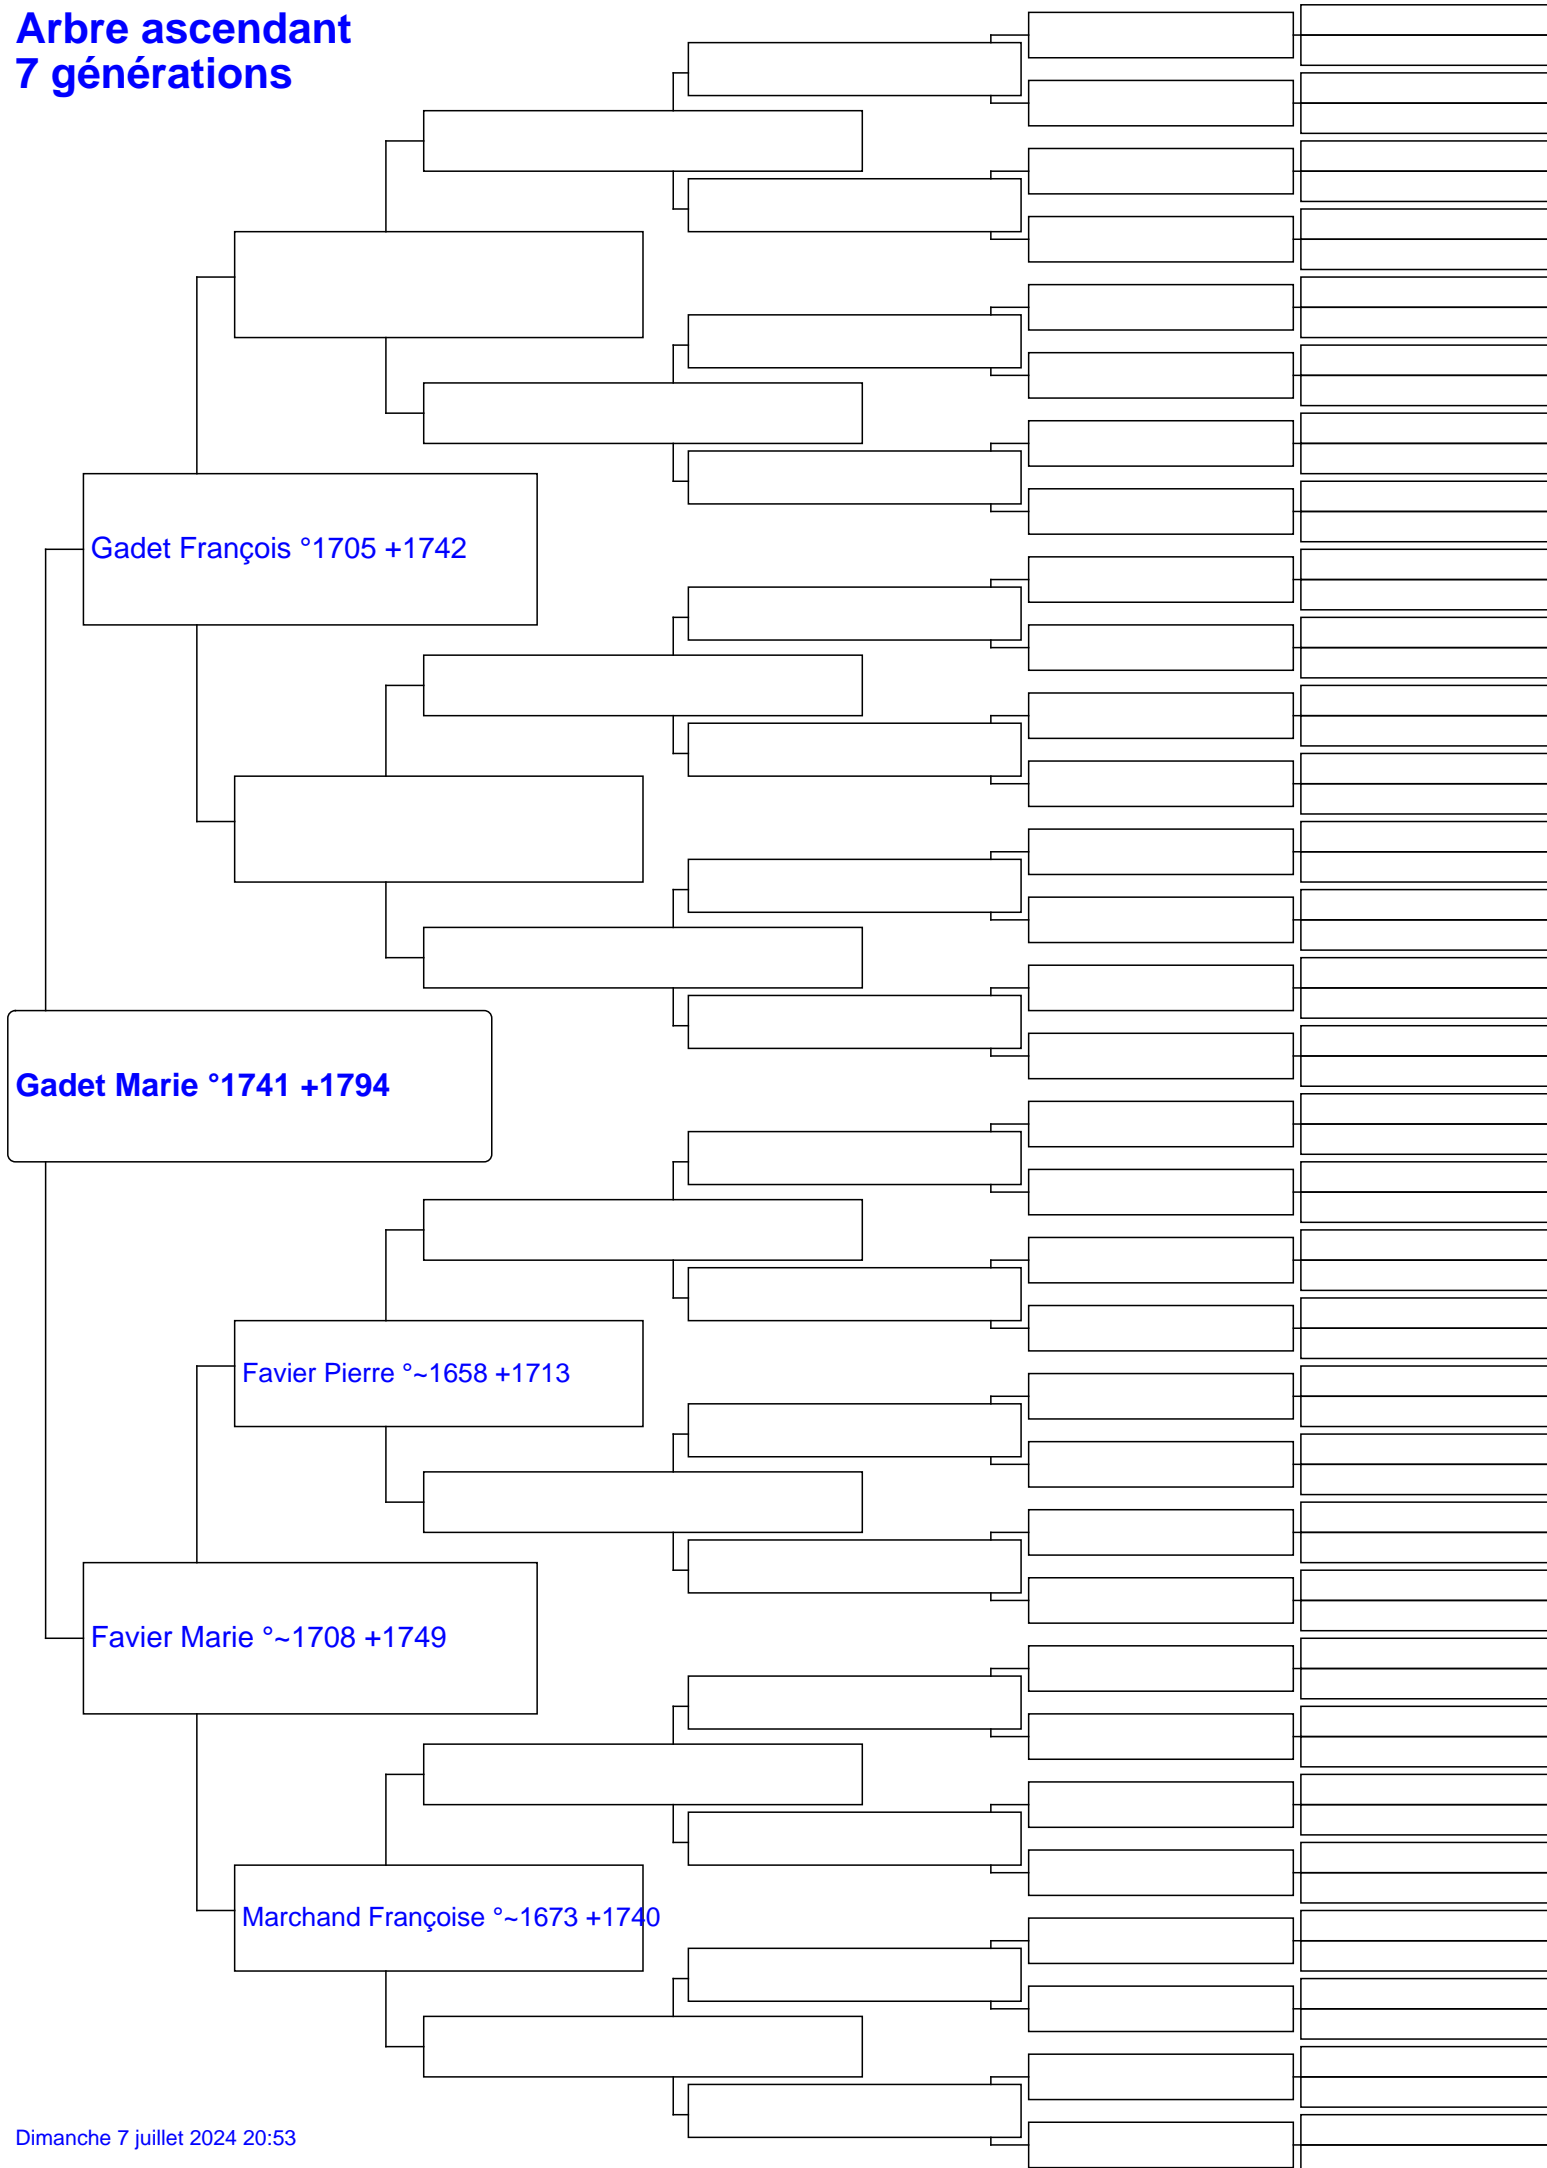 Arbre ascendant
7 générations
Gadet François °1705 +1742
Gadet Marie °1741 +1794
Favier Pierre °~1658 +1713
Favier Marie °~1708 +1749
Marchand Françoise °~1673 +1740
Dimanche 7 juillet 2024 20:53